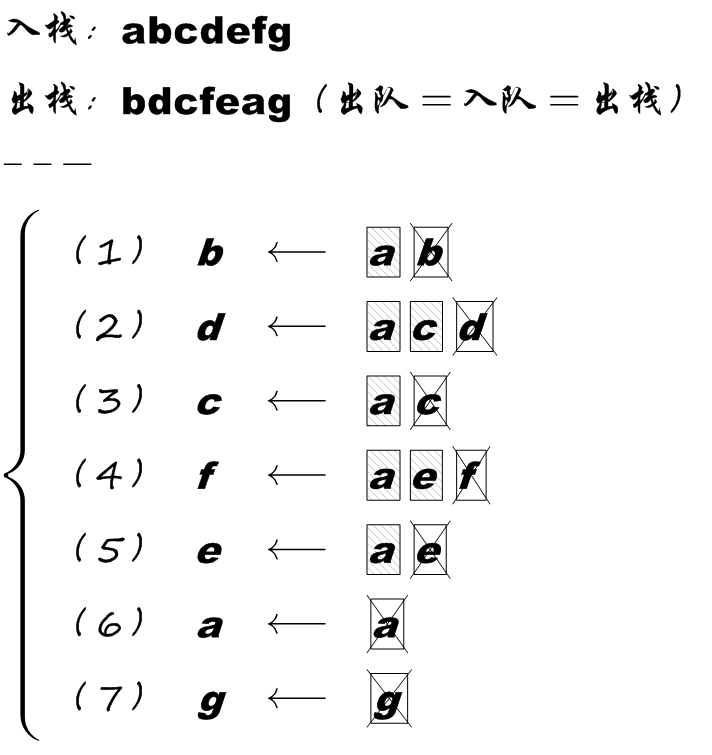 入栈：abcdefg
出栈：bdcfeag（出队＝入队＝出栈）
---
（1） b ← a b
（2） d ← a c d
（3） c ← a c
（4） f ← a e f
（5） e ← a e
（6） a ← a
（7） g ← g